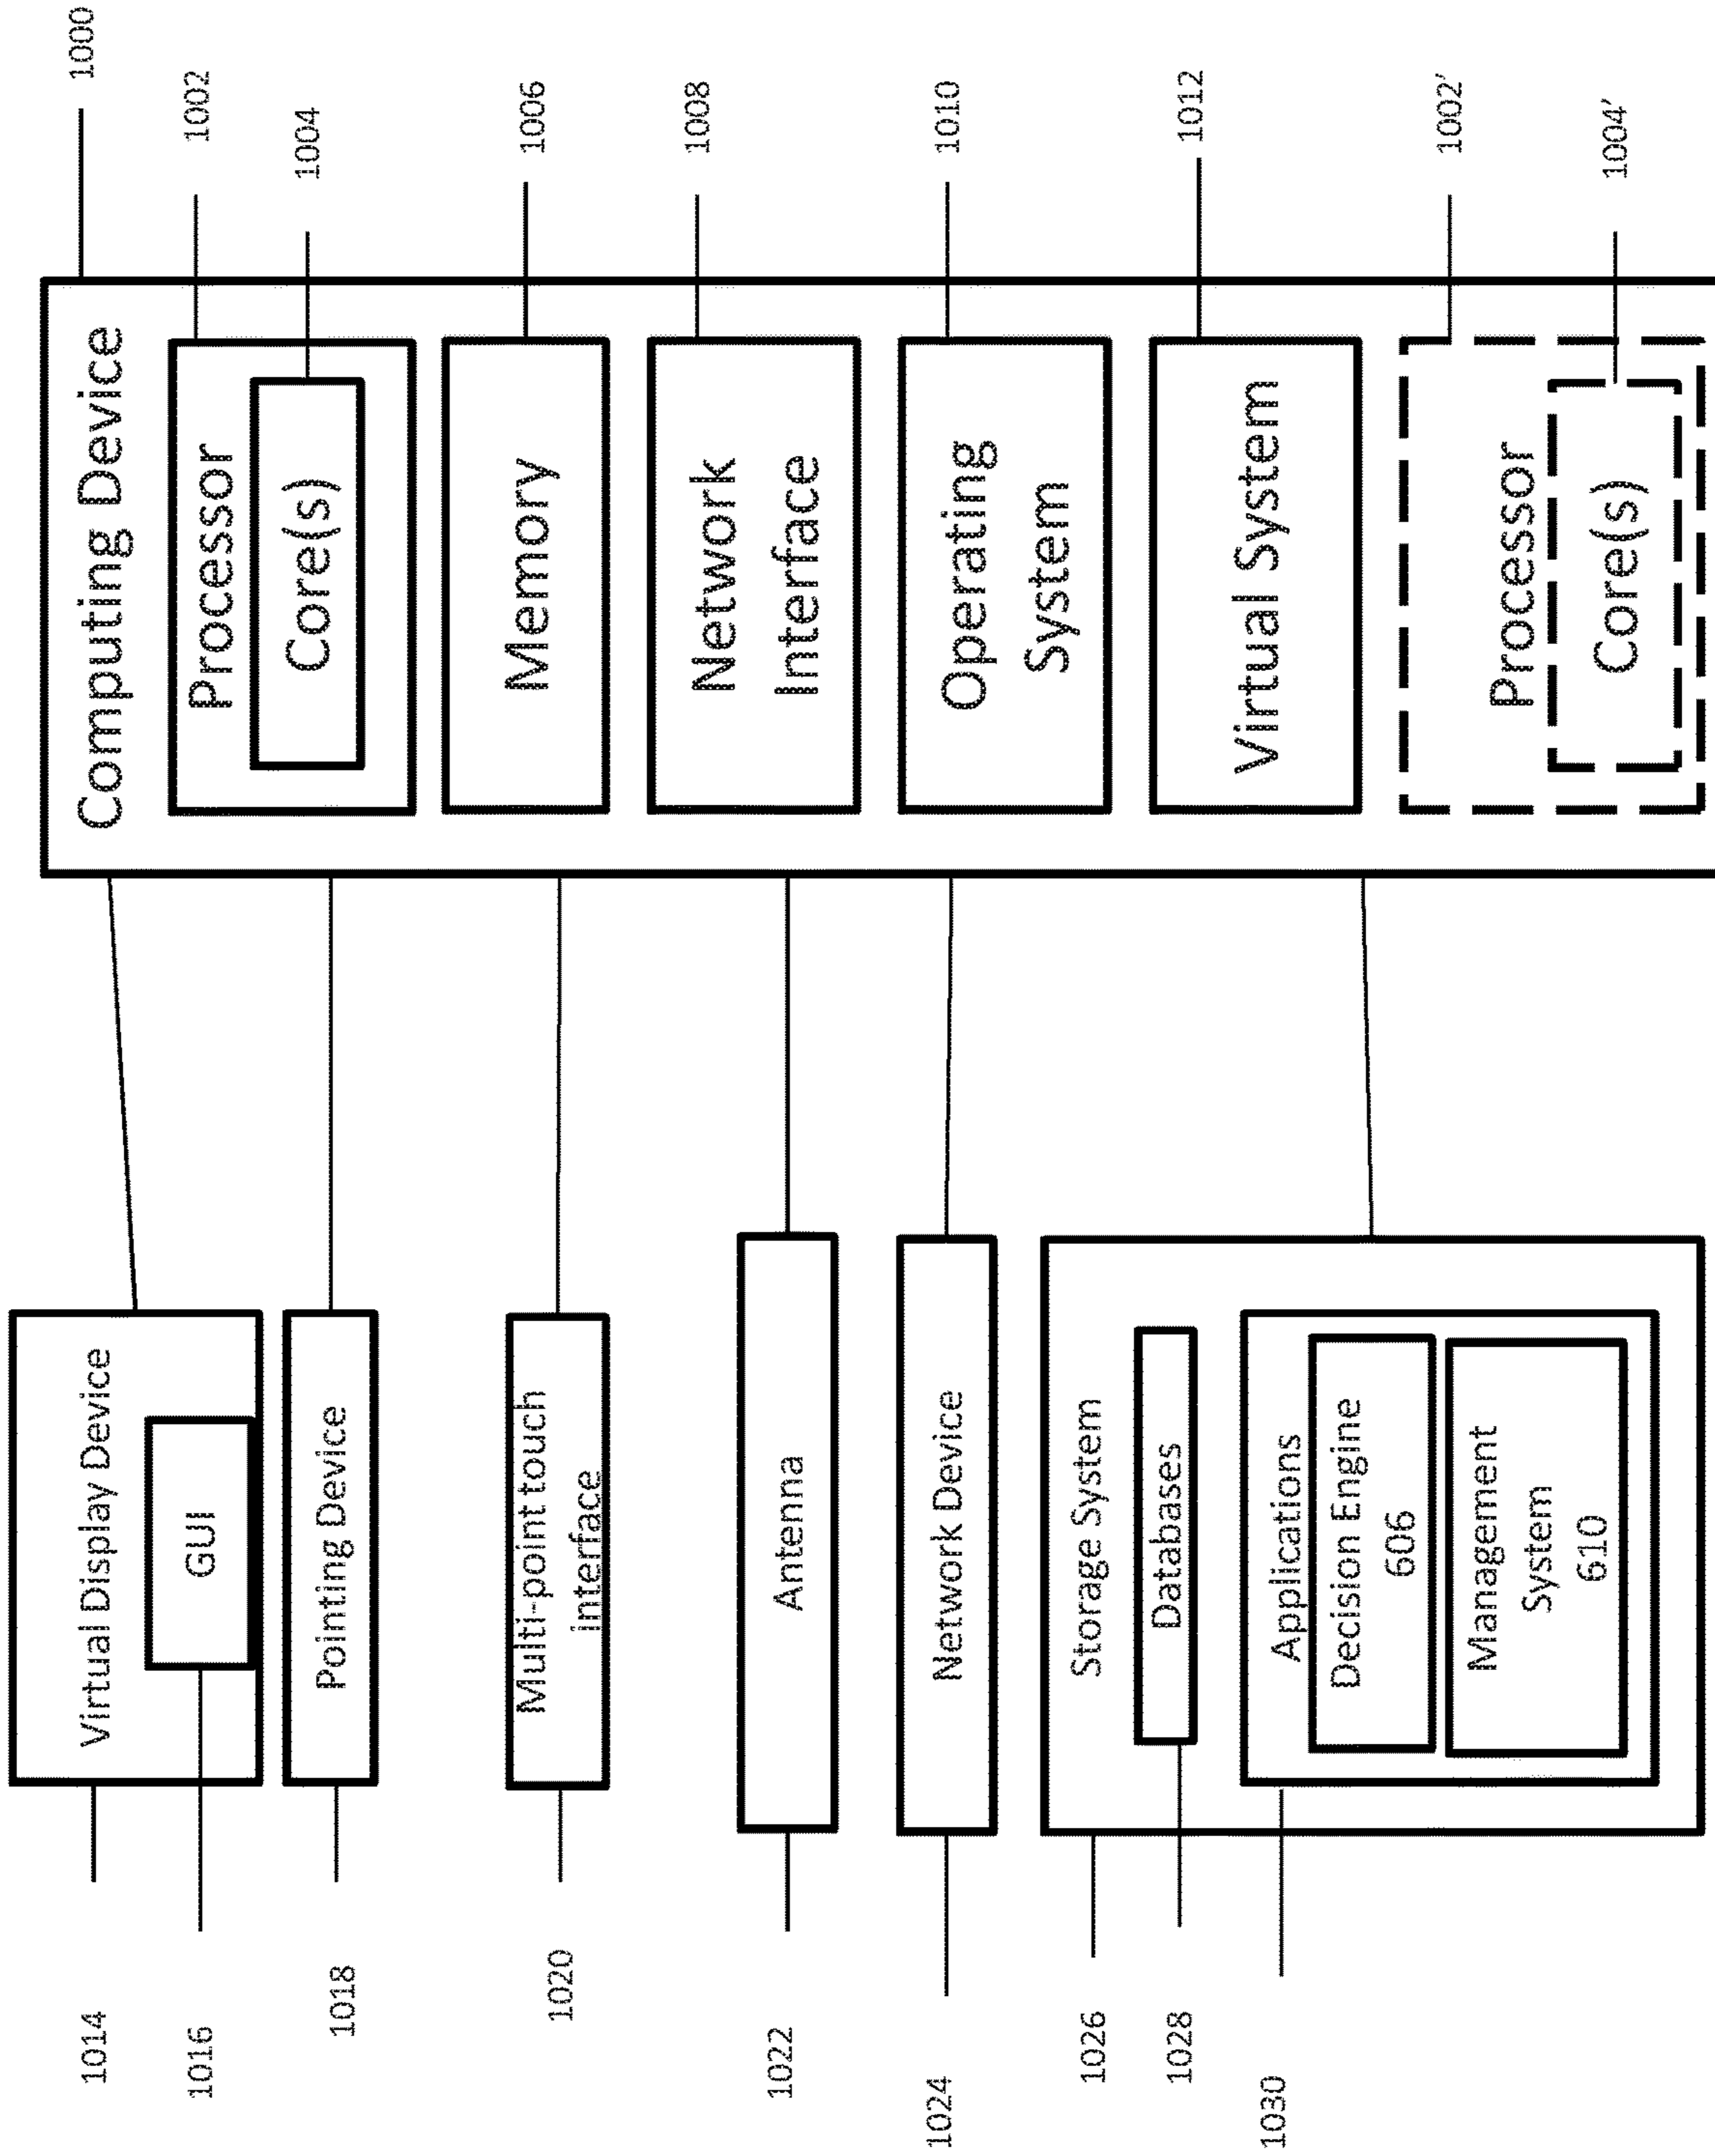 1014
Virtual Display Device
1016
GUI
1018
Pointing Device
1020
Multi-point touch
interface
1022
Antenna
1024
Network Device
1026
Storage System
1028
Databases
1030
Applications
Decision Engine
606
Management
System
610
Computing Device
1000
Processor
1002
Core(s)
1004
Memory
1006
Network
Interface
1008
Operating
System
1010
Virtual System
1012
Processor
1002'
Core(s)
1004'